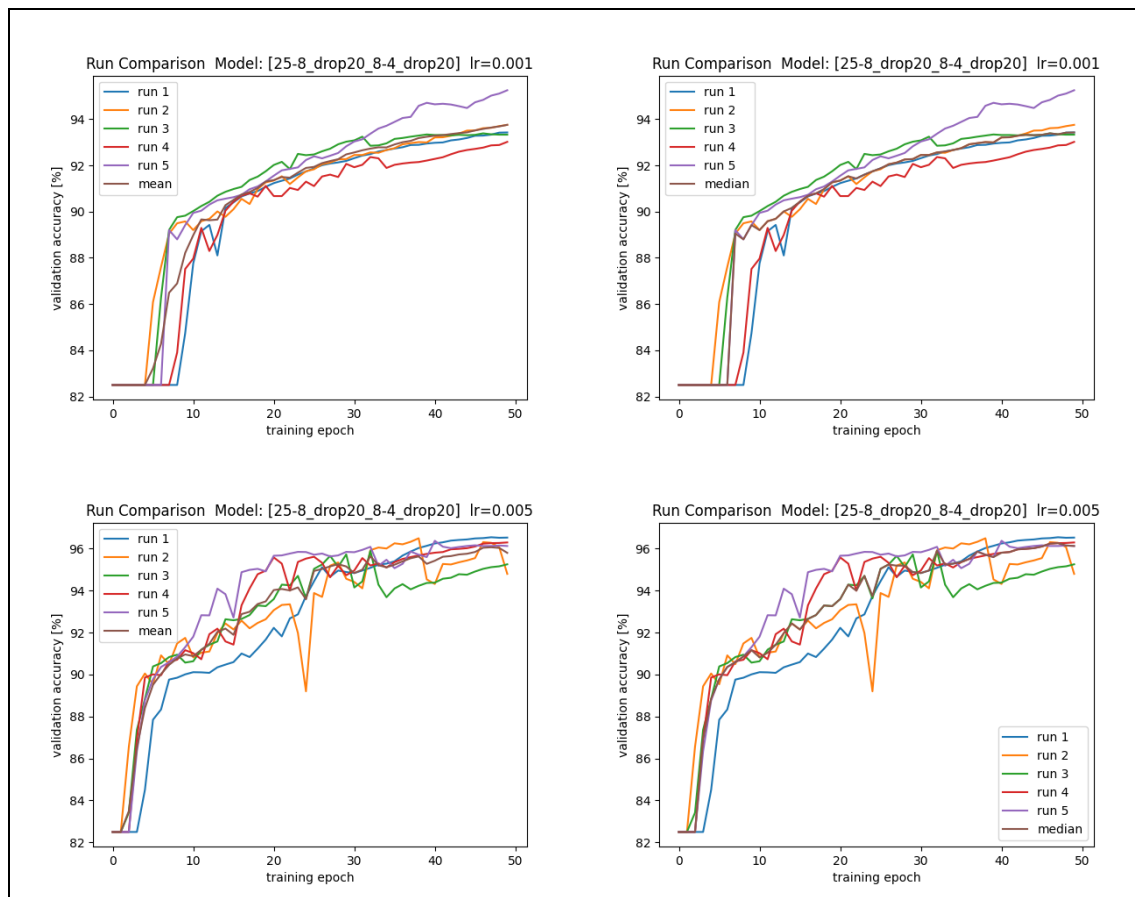 Run Comparison  Model: [25-8_drop20_8-4_drop20]  lr=0.001
run 1
run 2
run 3
run 4
run 5
mean
validation accuracy [%]
94
92
90
88
86
84
82
0 10 20 30 40 50
training epoch
Run Comparison  Model: [25-8_drop20_8-4_drop20]  lr=0.001
run 1
run 2
run 3
run 4
run 5
median
validation accuracy [%]
94
92
90
88
86
84
82
0 10 20 30 40 50
training epoch
Run Comparison  Model: [25-8_drop20_8-4_drop20]  lr=0.005
run 1
run 2
run 3
run 4
run 5
mean
validation accuracy [%]
96
94
92
90
88
86
84
82
0 10 20 30 40 50
training epoch
Run Comparison  Model: [25-8_drop20_8-4_drop20]  lr=0.005
validation accuracy [%]
96
94
92
90
88
86
84
82
run 1
run 2
run 3
run 4
run 5
median
0 10 20 30 40 50
training epoch